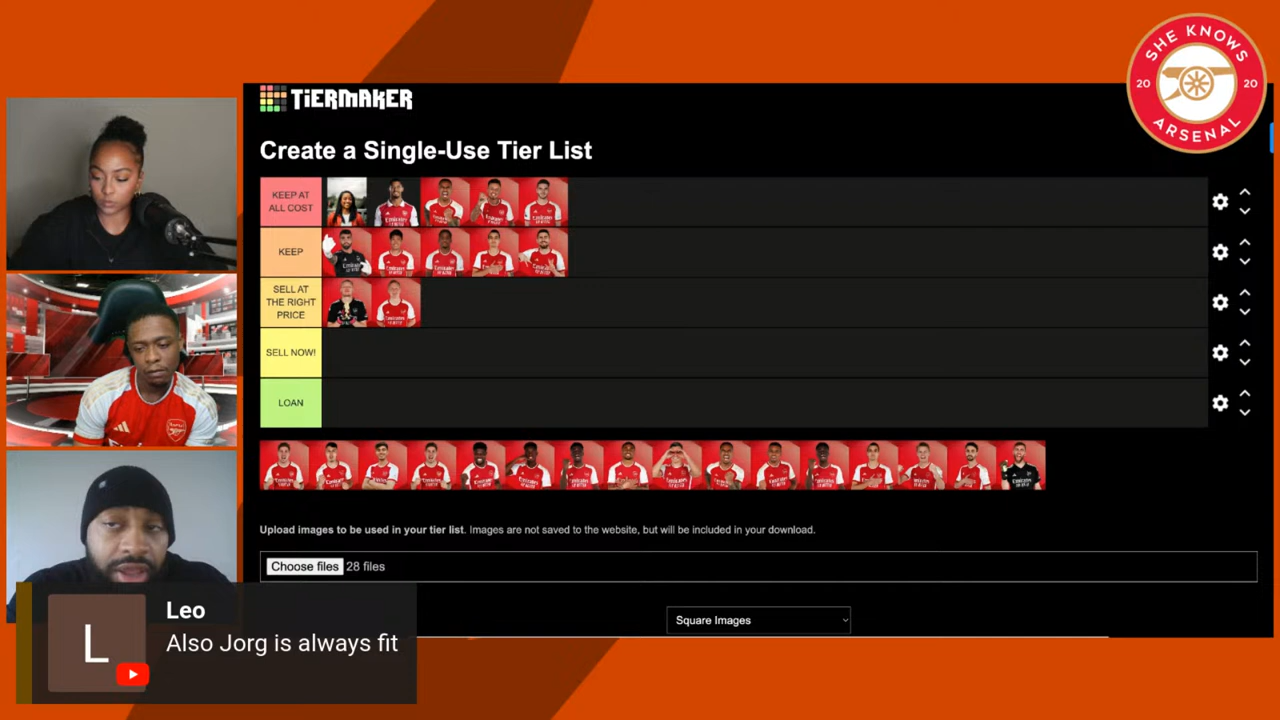 SHE KNOWS
20 20
ARSENAL
TiERMAKER
Create a Single-Use Tier List
KEEP AT
ALL COST
KEEP
SELL AT
THE RIGHT
PRICE
SELL NOW!
LOAN
Upload images to be used in your tier list. Images are not saved to the website, but will be included in your download.
Choose files 28 files
Square Images
L
Leo
Also Jorg is always fit